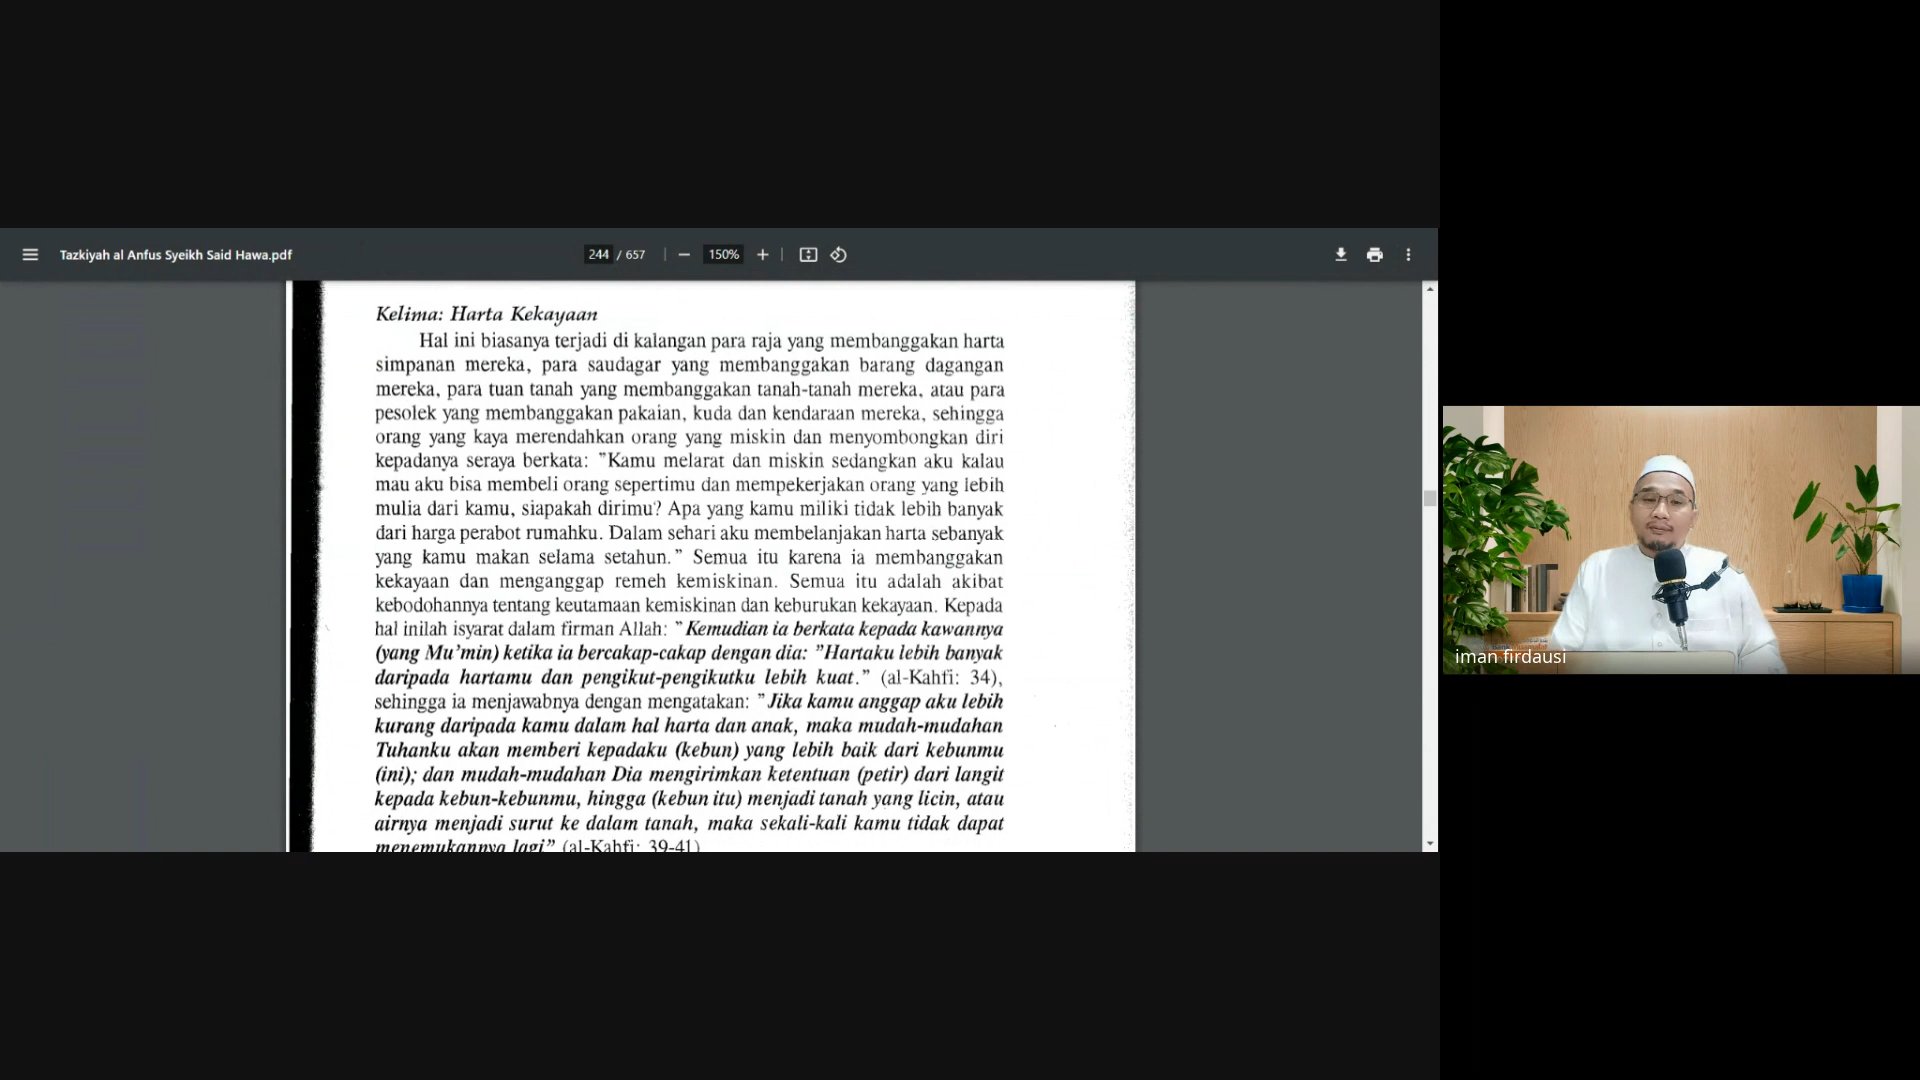 Tazkiyah al Anfus Syeikh Said Hawa.pdf
244 / 657
150%
Kelima: Harta Kekayaan
Hal ini biasanya terjadi di kalangan para raja yang membanggakan harta
simpanan mereka, para saudagar yang membanggakan barang dagangan
mereka, para tuan tanah yang membanggakan tanah-tanah mereka, atau para
pesolek yang membanggakan pakaian, kuda dan kendaraan mereka, sehingga
orang yang kaya merendahkan orang yang miskin dan menyombongkan diri
kepadanya seraya berkata: ”Kamu melarat dan miskin sedangkan aku kalau
mau aku bisa membeli orang sepertimu dan mempekerjakan orang yang lebih
mulia dari kamu, siapakah dirimu? Apa yang kamu miliki tidak lebih banyak
dari harga perabot rumahku. Dalam sehari aku membelanjakan harta sebanyak
yang kamu makan selama setahun.” Semua itu karena ia membanggakan
kekayaan dan menganggap remeh kemiskinan. Semua itu adalah akibat
kebodohannya tentang keutamaan kemiskinan dan keburukan kekayaan. Kepada
hal inilah isyarat dalam firman Allah: ”Kemudian ia berkata kepada kawannya
(yang Mu’min) ketika ia bercakap-cakap dengan dia: ”Hartaku lebih banyak
daripada hartamu dan pengikut-pengikutku lebih kuat.” (al-Kahfi: 34),
sehingga ia menjawabnya dengan mengatakan: ”Jika kamu anggap aku lebih
kurang daripada kamu dalam hal harta dan anak, maka mudah-mudahan
Tuhanku akan memberi kepadaku (kebun) yang lebih baik dari kebunmu
(ini); dan mudah-mudahan Dia mengirimkan ketentuan (petir) dari langit
kepada kebun-kebunmu, hingga (kebun itu) menjadi tanah yang licin, atau
airnya menjadi surut ke dalam tanah, maka sekali-kali kamu tidak dapat
menemukannya lagi” (al-Kahfi: 39-41)
iman firdausi